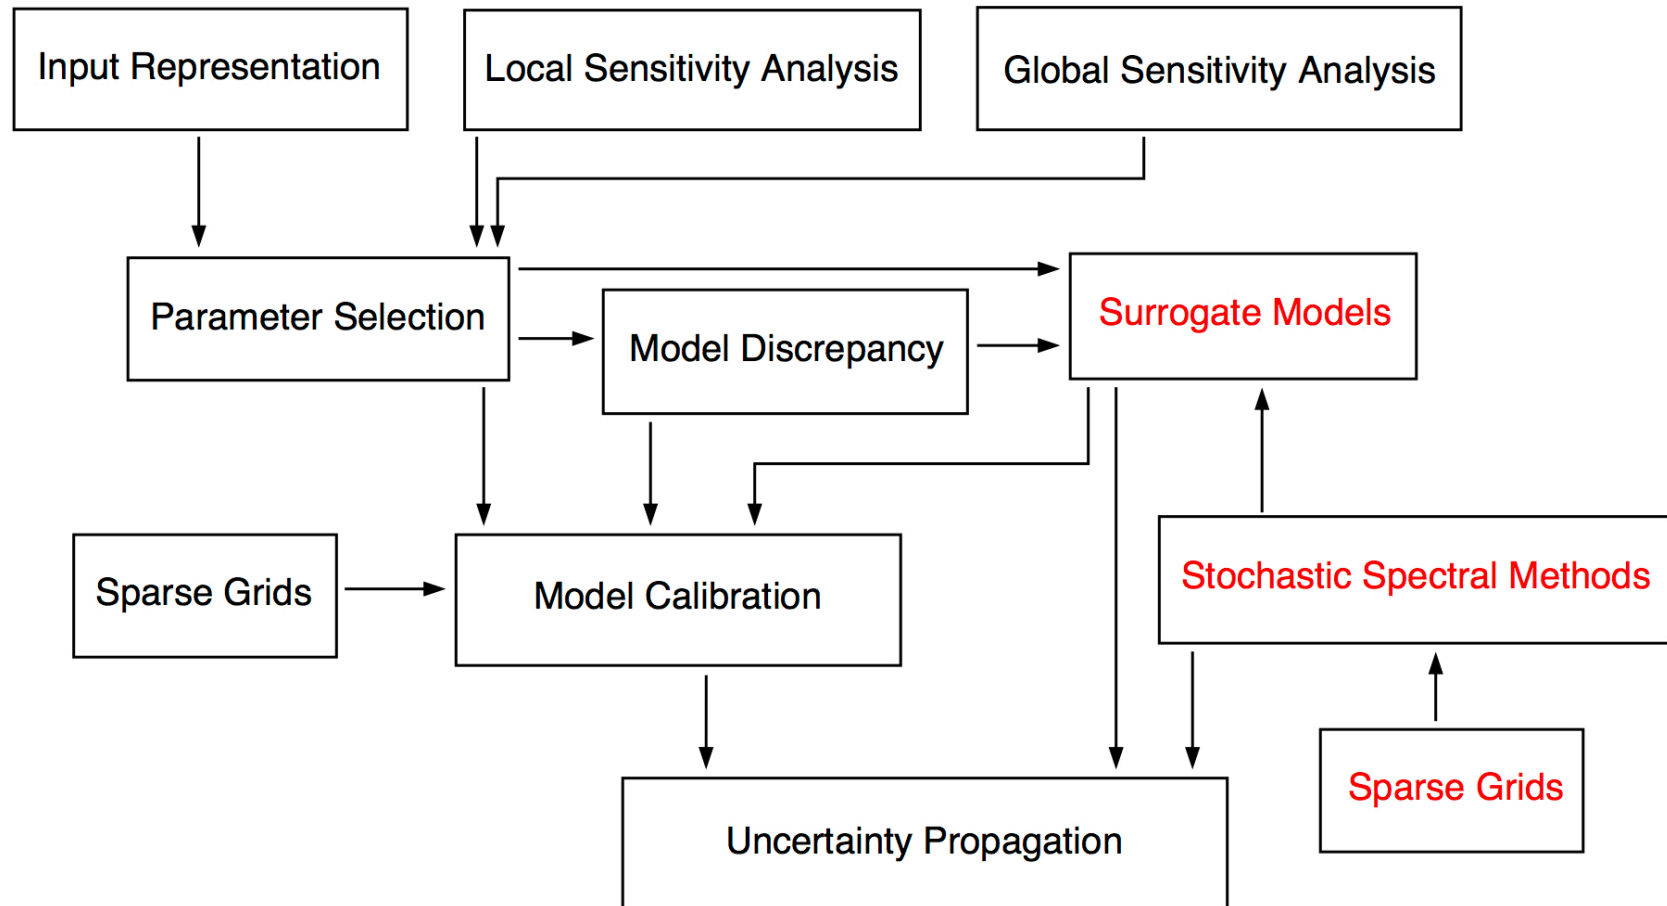 Input Representation
Local Sensitivity Analysis
Global Sensitivity Analysis
Parameter Selection
Model Discrepancy
Surrogate Models
Sparse Grids
Model Calibration
Stochastic Spectral Methods
Sparse Grids
Uncertainty Propagation